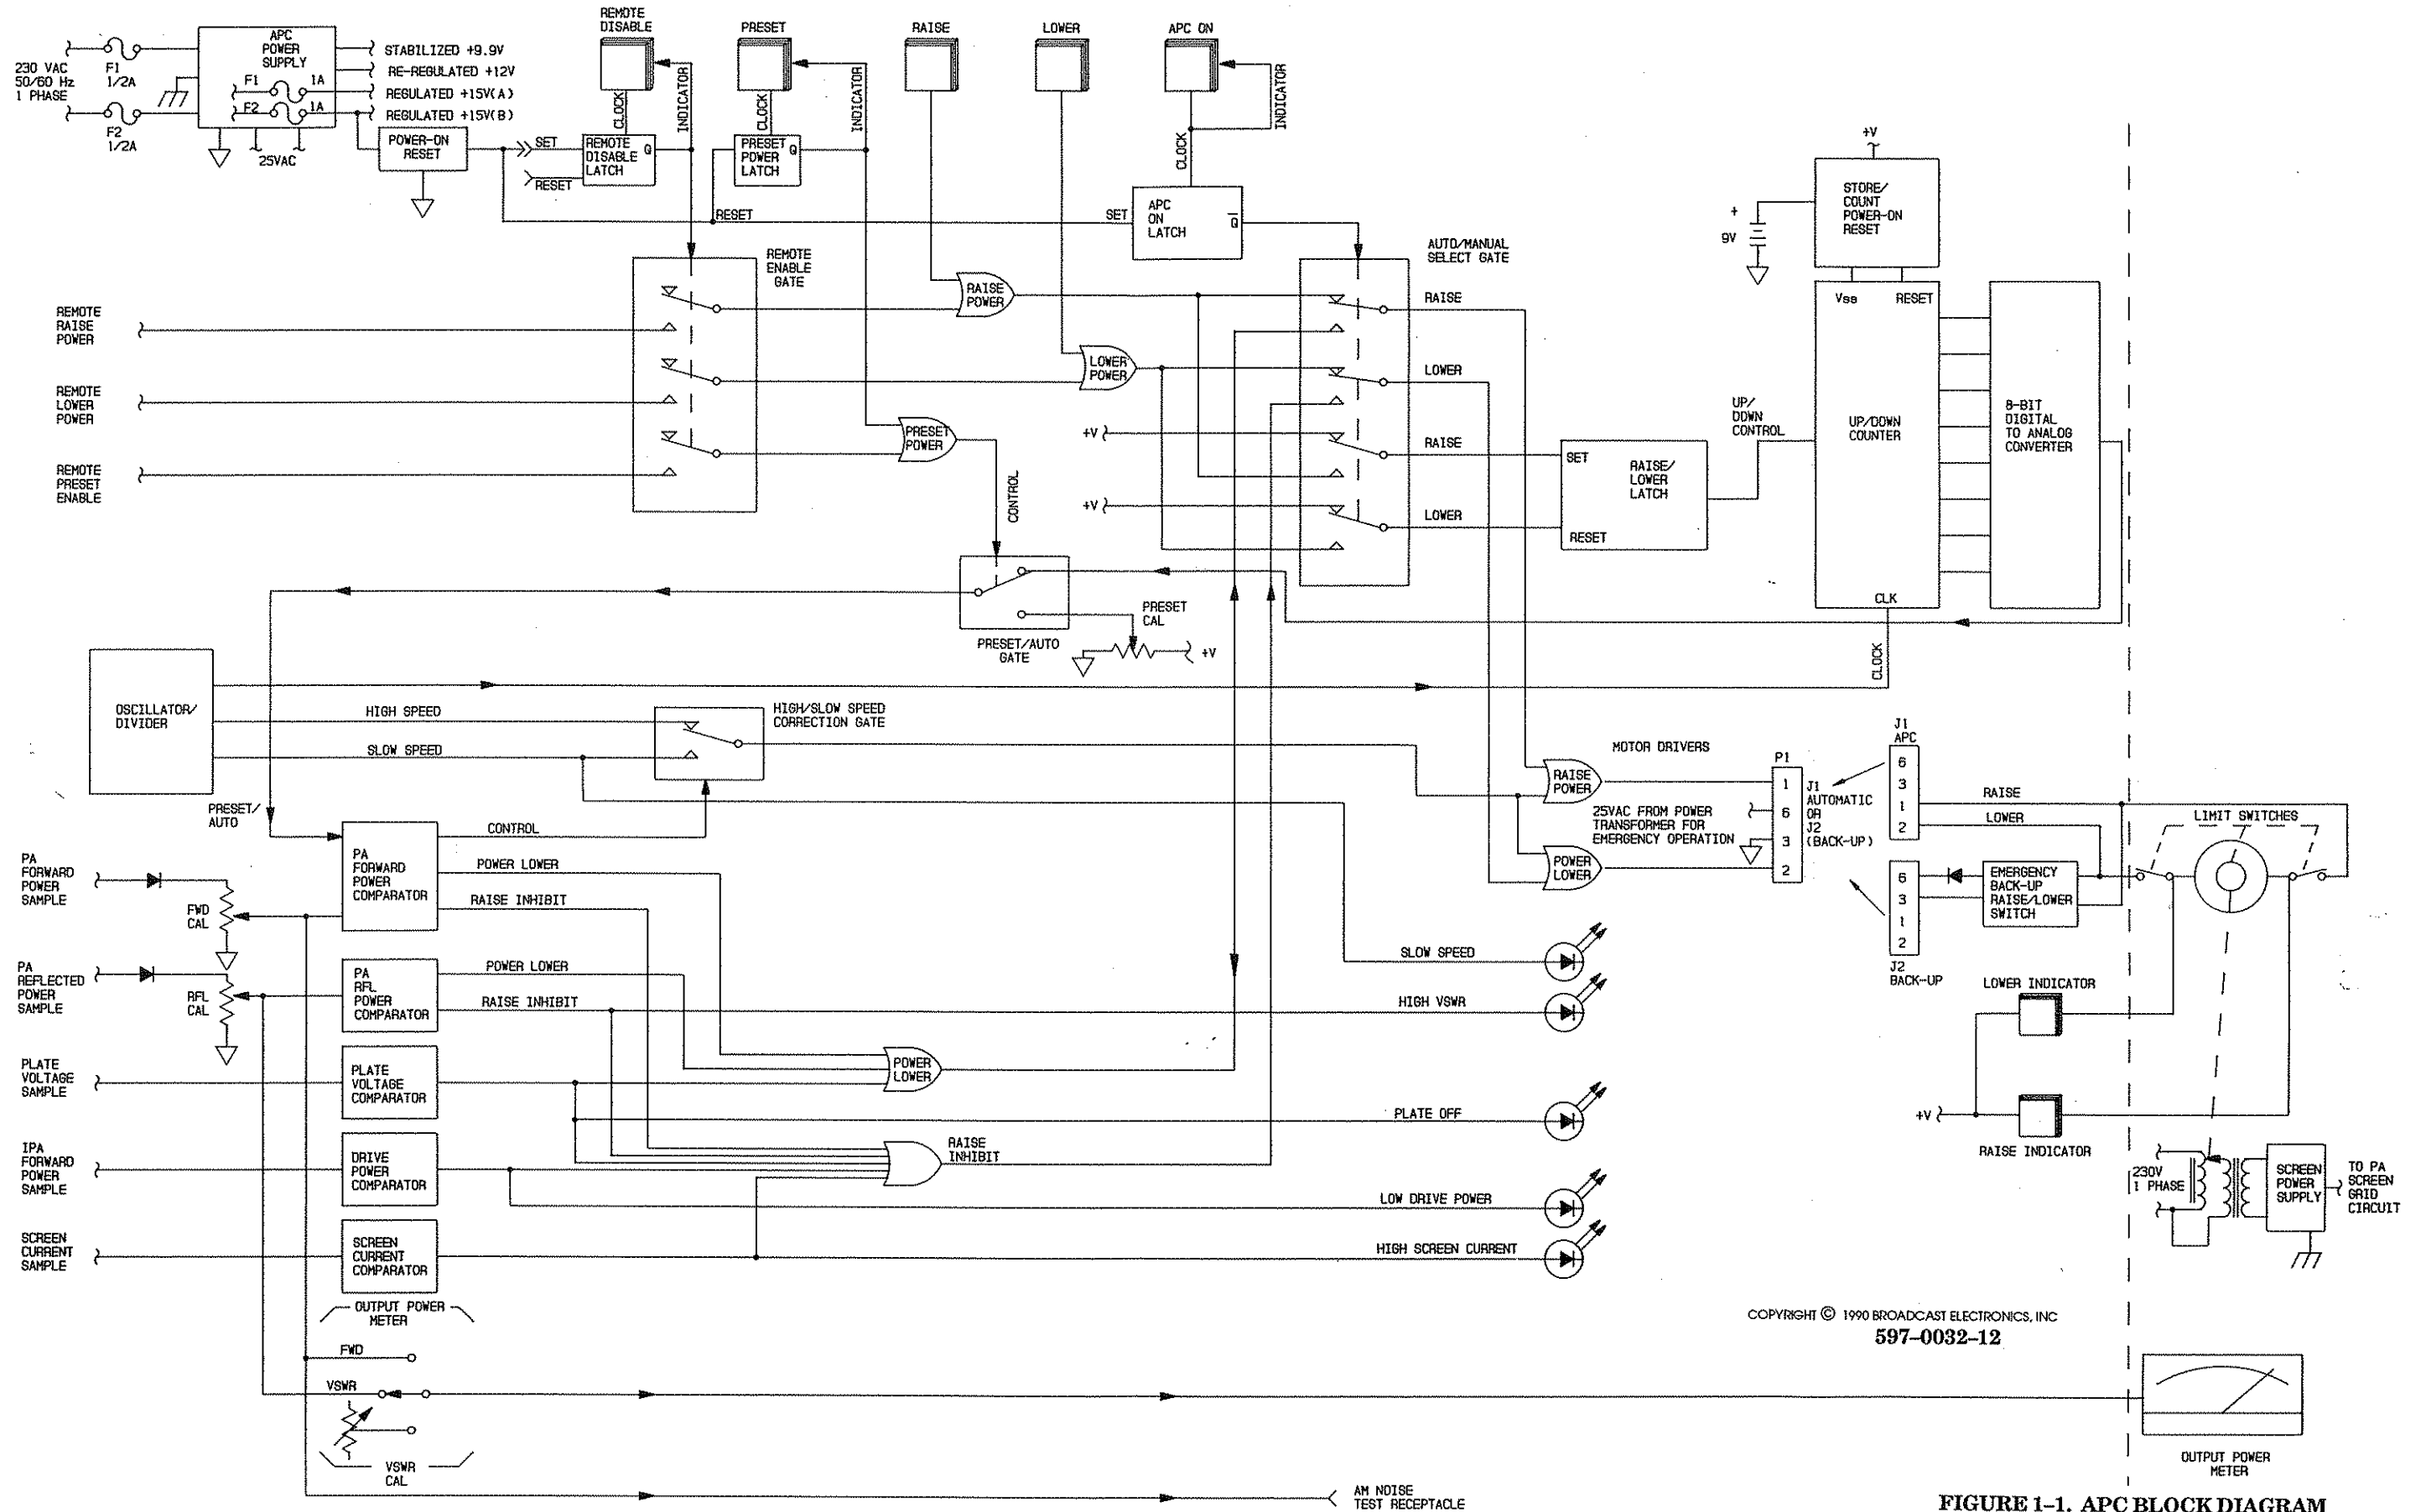 230 VAC
50/60 Hz
1 PHASE
F1
1/2A
F2
1/2A
APC
POWER
SUPPLY
F1 1A
F2 1A
25VAC
STABILIZED +9.9V
RE-REGULATED +12V
REGULATED +15V(A)
REGULATED +15V(B)
POWER-ON
RESET
REMOTE
DISABLE
CLOCK
INDICATOR
SET
RESET
REMOTE
DISABLE
LATCH
Q
PRESET
CLOCK
INDICATOR
PRESET
POWER
LATCH
Q
RESET
RAISE
LOWER
APC ON
INDICATOR
CLOCK
SET
APC
ON
LATCH
Q
REMOTE
ENABLE
GATE
AUTO/MANUAL
SELECT GATE
REMOTE
RAISE
POWER
REMOTE
LOWER
POWER
REMOTE
PRESET
ENABLE
RAISE
POWER
LOWER
POWER
PRESET
POWER
CONTROL
+V
+V
RAISE
LOWER
RAISE
LOWER
SET
RAISE/
LOWER
LATCH
RESET
UP/
DOWN
CONTROL
+V
STORE/
COUNT
POWER-ON
RESET
+
9V
Vss RESET
UP/DOWN
COUNTER
CLK
CLOCK
8-BIT
DIGITAL
TO ANALOG
CONVERTER
PRESET
CAL
+V
PRESET/AUTO
GATE
OSCILLATOR/
DIVIDER
HIGH SPEED
SLOW SPEED
HIGH/SLOW SPEED
CORRECTION GATE
PRESET/
AUTO
CONTROL
POWER LOWER
RAISE INHIBIT
PA
FORWARD
POWER
COMPARATOR
PA
FORWARD
POWER
SAMPLE
FWD
CAL
PA
REFLECTED
POWER
SAMPLE
RFL
CAL
PA
RFL
POWER
COMPARATOR
POWER LOWER
RAISE INHIBIT
PLATE
VOLTAGE
SAMPLE
PLATE
VOLTAGE
COMPARATOR
IPA
FORWARD
POWER
SAMPLE
DRIVE
POWER
COMPARATOR
SCREEN
CURRENT
SAMPLE
SCREEN
CURRENT
COMPARATOR
POWER
LOWER
RAISE
INHIBIT
SLOW SPEED
HIGH VSWR
PLATE OFF
LOW DRIVE POWER
HIGH SCREEN CURRENT
MOTOR DRIVERS
RAISE
POWER
POWER
LOWER
25VAC FROM POWER
TRANSFORMER FOR
EMERGENCY OPERATION
P1
1
6
3
2
J1
AUTOMATIC
OR
J2
(BACK-UP)
J1
APC
6
3
1
2
6
3
1
2
J2
BACK-UP
RAISE
LOWER
LIMIT SWITCHES
EMERGENCY
BACK-UP
RAISE/LOWER
SWITCH
LOWER INDICATOR
+V
RAISE INDICATOR
230V
1 PHASE
SCREEN
POWER
SUPPLY
TO PA
SCREEN
GRID
CIRCUIT
OUTPUT POWER
METER
FWD
VSWR
VSWR
CAL
AM NOISE
TEST RECEPTACLE
COPYRIGHT © 1990 BROADCAST ELECTRONICS, INC
597-0032-12
OUTPUT POWER
METER
FIGURE 1-1. APC BLOCK DIAGRAM